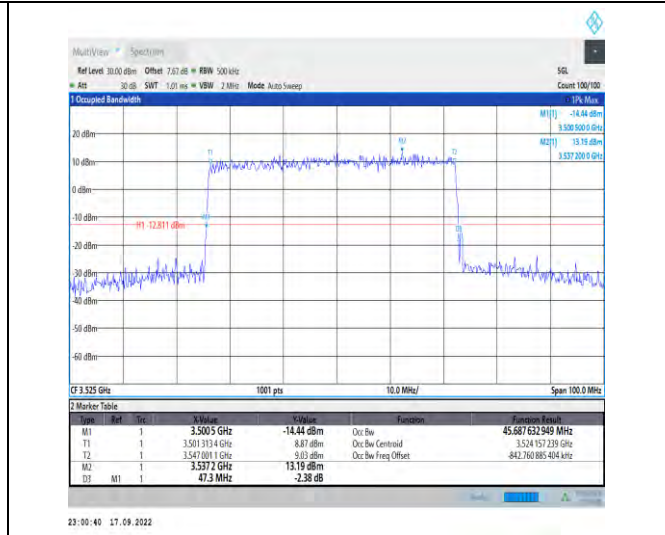 MultiView Spectrum
Ref Level 30.00 dBm Offset 7.67 dB RBW 500 kHz SGL
Att 30 dB SWT 1.01 ms VBW 2 MHz Mode Auto Sweep Count 100/100
1 Occupied Bandwidth 1Pk Max
M1[1] -14.44 dBm
3.500 500 0 GHz
M2[1] 13.19 dBm
3.537 200 0 GHz
20 dBm
T1 M2 T2
10 dBm
0 dBm
-10 dBm
H1 -12.811 dBm
-20 dBm
-30 dBm
-40 dBm
-50 dBm
-60 dBm
CF 3.525 GHz 1001 pts 10.0 MHz/ Span 100.0 MHz
2 Marker Table
Type Ref Trc X-Value Y-Value Function Function Result
M1 1 3.5005 GHz -14.44 dBm Occ Bw 45.687 632 949 MHz
T1 1 3.501 313 4 GHz 8.87 dBm Occ Bw Centroid 3.524 157 239 GHz
T2 1 3.547 001 1 GHz 9.03 dBm Occ Bw Freq Offset -842.760 885 404 kHz
M2 1 3.5372 GHz 13.19 dBm
D3 M1 1 47.3 MHz -2.38 dB
23:00:40 17.09.2022